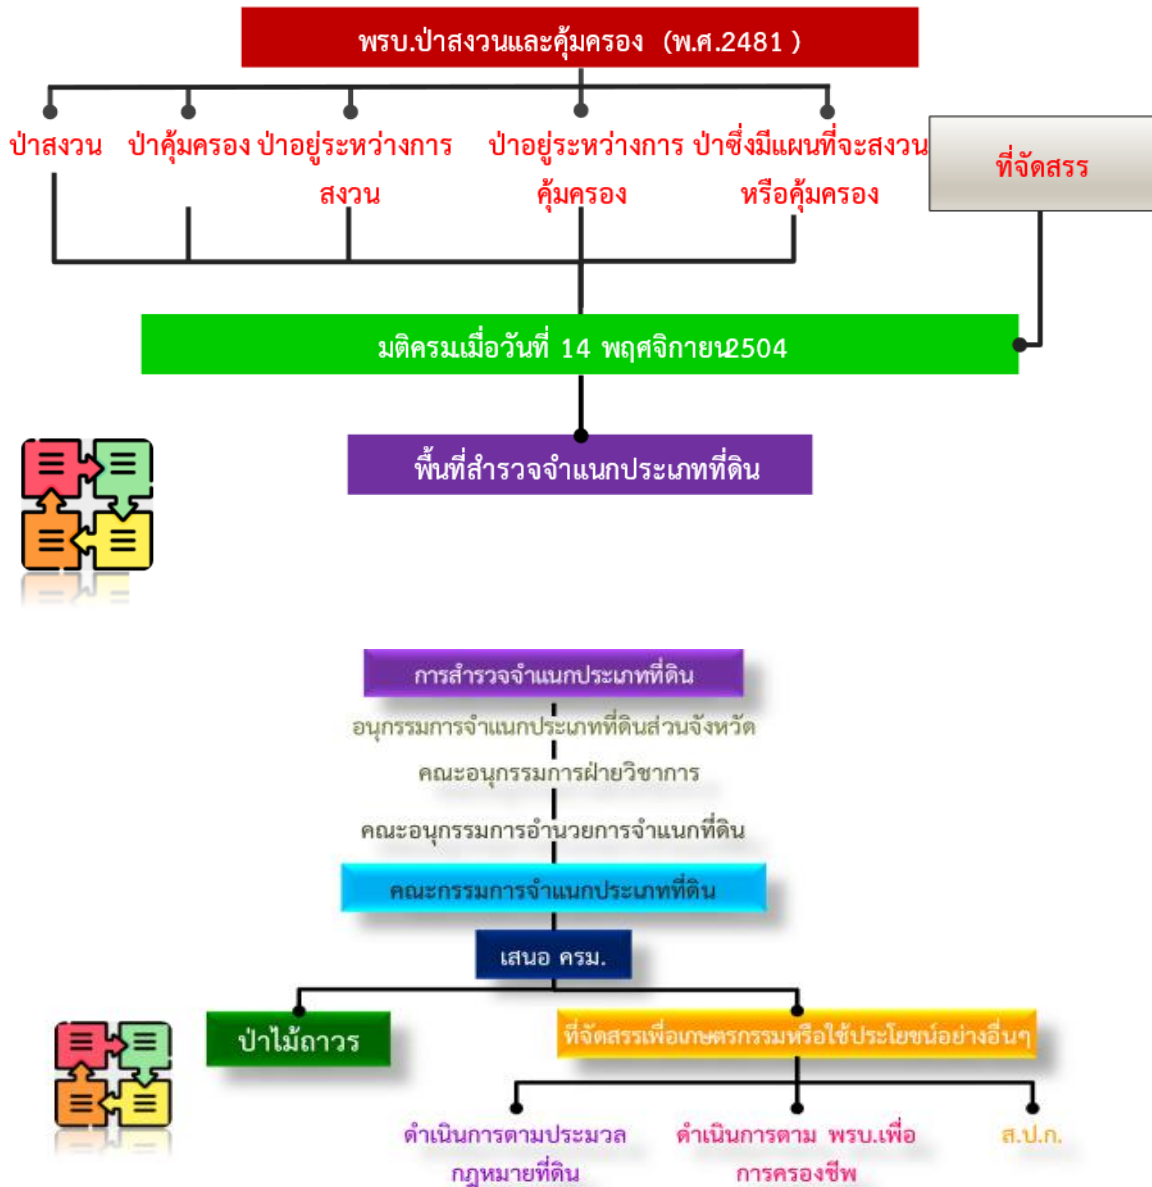 พรบ.ป่าสงวนและคุ้มครอง (พ.ศ.2481 )
ป่าสงวน
ป่าคุ้มครอง
ป่าอยู่ระหว่างการ
สงวน
ป่าอยู่ระหว่างการ
คุ้มครอง
ป่าซึ่งมีแผนที่จะสงวน
หรือคุ้มครอง
ที่จัดสรร
มติครม.เมื่อวันที่ 14 พฤศจิกายน2504
พื้นที่สำรวจจำแนกประเภทที่ดิน
การสำรวจจำแนกประเภทที่ดิน
อนุกรรมการจำแนกประเภทที่ดินส่วนจังหวัด
คณะอนุกรรมการฝ่ายวิชาการ
คณะอนุกรรมการอำนวยการจำแนกที่ดิน
คณะกรรมการจำแนกประเภทที่ดิน
เสนอ ครม.
ป่าไม้ถาวร
ที่จัดสรรเพื่อเกษตรกรรมหรือใช้ประโยชน์อย่างอื่นๆ
ดำเนินการตามประมวล
กฎหมายที่ดิน
ดำเนินการตาม พรบ.เพื่อ
การครองชีพ
ส.ป.ก.